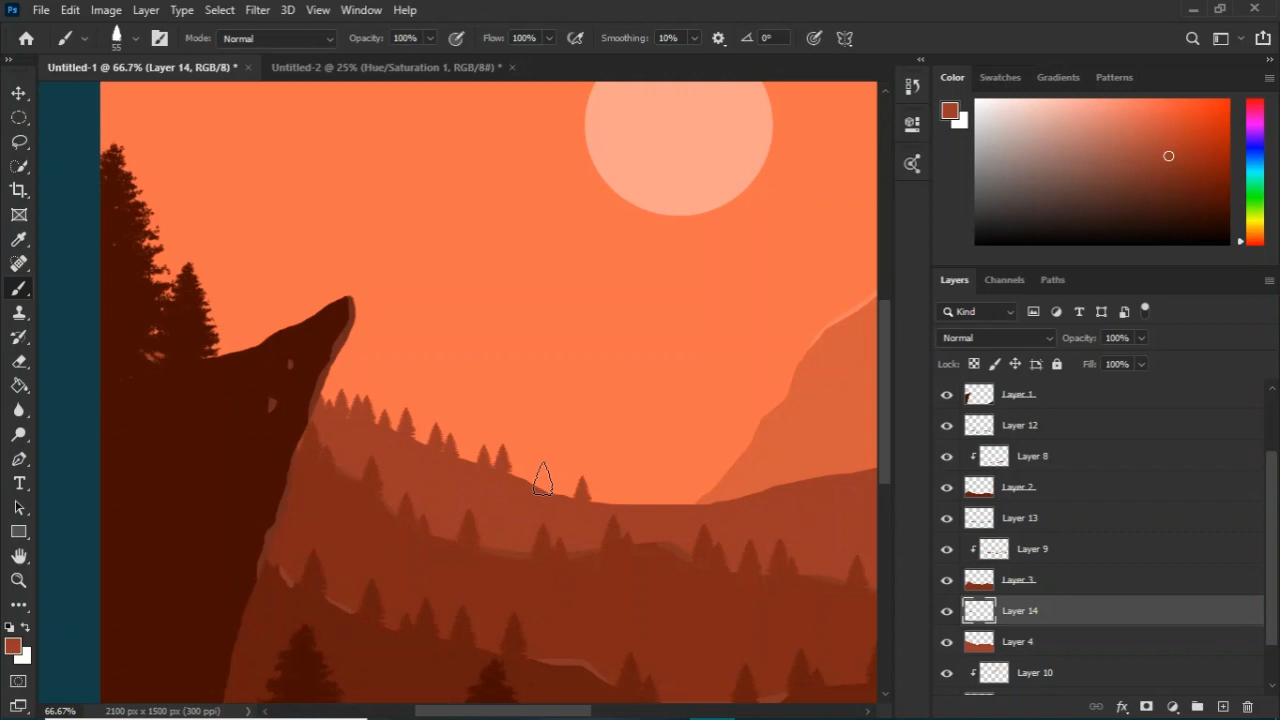 Ps File Edit Image Layer Type Select Filter 3D View Window Help
55 Mode: Normal Opacity: 100% Flow: 100% Smoothing: 10% 0°
Untitled-1 @ 66.7% (Layer 14, RGB/8) * × Untitled-2 @ 25% (Hue/Saturation 1, RGB/8#) * ×
Color Swatches Gradients Patterns
Layers Channels Paths
Kind
Normal Opacity: 100%
Lock: Fill: 100%
Layer 1
Layer 12
Layer 8
Layer 2
Layer 13
Layer 9
Layer 3
Layer 14
Layer 4
Layer 10
66.67% 2100 px x 1500 px (300 ppi)